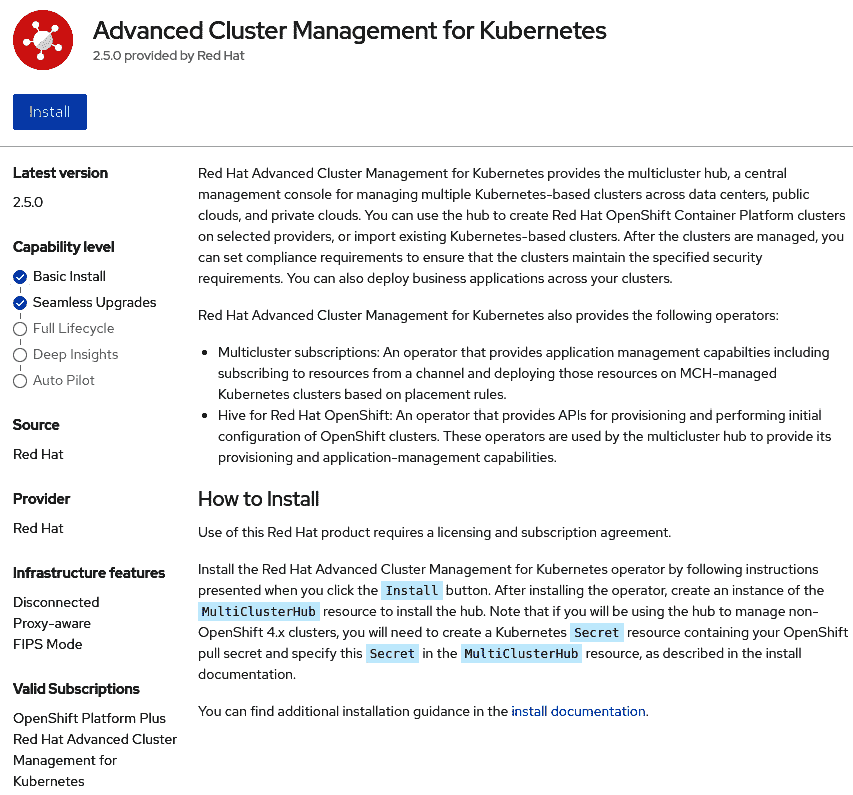 Advanced Cluster Management for Kubernetes
2.5.0 provided by Red Hat
Install
Latest version
2.5.0
Capability level
Basic Install
Seamless Upgrades
Full Lifecycle
Deep Insights
Auto Pilot
Source
Red Hat
Provider
Red Hat
Infrastructure features
Disconnected
Proxy-aware
FIPS Mode
Valid Subscriptions
OpenShift Platform Plus
Red Hat Advanced Cluster
Management for
Kubernetes
Red Hat Advanced Cluster Management for Kubernetes provides the multicluster hub, a central
management console for managing multiple Kubernetes-based clusters across data centers, public
clouds, and private clouds. You can use the hub to create Red Hat OpenShift Container Platform clusters
on selected providers, or import existing Kubernetes-based clusters. After the clusters are managed, you
can set compliance requirements to ensure that the clusters maintain the specified security
requirements. You can also deploy business applications across your clusters.
Red Hat Advanced Cluster Management for Kubernetes also provides the following operators:
• Multicluster subscriptions: An operator that provides application management capabilties including
subscribing to resources from a channel and deploying those resources on MCH-managed
Kubernetes clusters based on placement rules.
• Hive for Red Hat OpenShift: An operator that provides APIs for provisioning and performing initial
configuration of OpenShift clusters. These operators are used by the multicluster hub to provide its
provisioning and application-management capabilities.
How to Install
Use of this Red Hat product requires a licensing and subscription agreement.
Install the Red Hat Advanced Cluster Management for Kubernetes operator by following instructions
presented when you click the Install button. After installing the operator, create an instance of the
MultiClusterHub resource to install the hub. Note that if you will be using the hub to manage non-
OpenShift 4.x clusters, you will need to create a Kubernetes Secret resource containing your OpenShift
pull secret and specify this Secret in the MultiClusterHub resource, as described in the install
documentation.
You can find additional installation guidance in the install documentation.